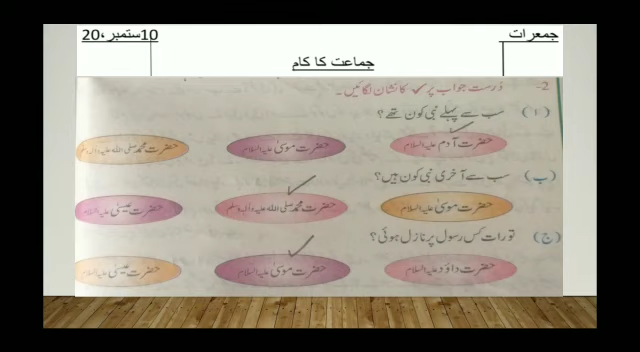 جمعرات
10ستمبر،20
جماعت کا کام
2- دُرست جواب پر ✓ کا نشان لگائیں۔
(ا) سب سے پہلے نبی کون تھے؟
حضرت آدم علیہ السلام حضرت موسیٰ علیہ السلام حضرت محمد صلی اللہ علیہ وآلہ وسلم
(ب) سب سے آخری نبی کون ہیں؟
حضرت موسیٰ علیہ السلام حضرت محمد صلی اللہ علیہ وآلہ وسلم حضرت عیسیٰ علیہ السلام
(ج) تورات کس رسول پر نازل ہوئی؟
حضرت داؤد علیہ السلام حضرت موسیٰ علیہ السلام حضرت عیسیٰ علیہ السلام